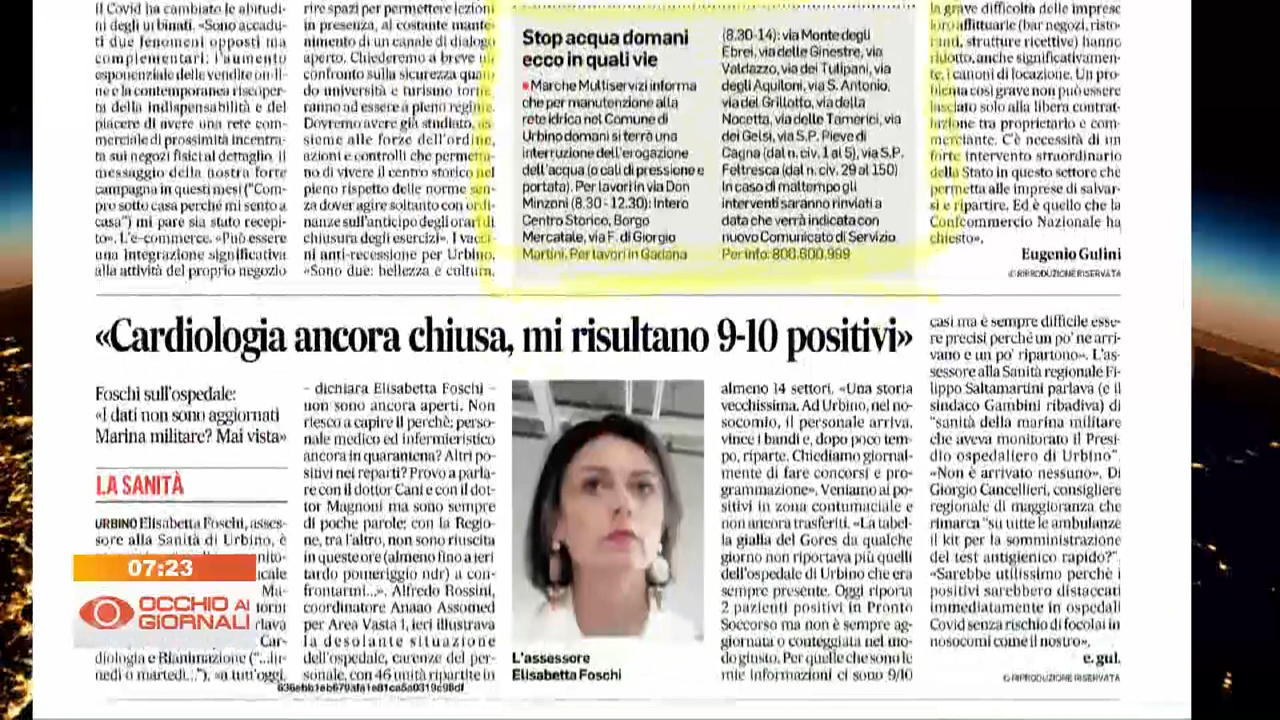 il Covid ha cambiato le abitudi-
ni degli urbinati. «Sono accadu-
ti due fenomeni opposti ma
complementari: l'aumento
esponenziale delle vendite on li-
ne e la contemporanea riscoper-
ta della indispensabilità e del
piacere di avere una rete com-
merciale di prossimità incentra-
ta sui negozi fisici al dettaglio, il
messaggio della nostra forte
campagna in questi mesi ("Com-
pro sotto casa perché mi sento a
casa") mi pare sia stato recepi-
to». L'e-commerce. «Può essere
una integrazione significativa
alla attività del proprio negozio
rire spazi per permettere lezioni
in presenza, al costante mante-
nimento di un canale di dialogo
aperto. Chiederemo a breve un
confronto sulla sicurezza quan-
do università e turismo torne-
ranno ad essere a pieno regime.
Dovremo avere già studiato, as-
sieme alle forze dell'ordine,
azioni e controlli che permetta-
no di vivere il centro storico nel
pieno rispetto delle norme sen-
za dover agire soltanto con ordi-
nanze sull'anticipo degli orari di
chiusura degli esercizi». I vacci-
ni anti-recessione per Urbino.
«Sono due: bellezza e cultura.
Stop acqua domani
ecco in quali vie
Marche Multiservizi informa
che per manutenzione alla
rete idrica nel Comune di
Urbino domani si terrà una
interruzione dell'erogazione
dell'acqua (o cali di pressione e
portata). Per lavori in via Don
Minzoni (8.30 - 12.30): Intero
Centro Storico, Borgo
Mercatale, via F. di Giorgio
Martini. Per lavori in Gadana
(8.30-14): via Monte degli
Ebrei, via delle Ginestre, via
Valdazzo, via dei Tulipani, via
degli Aquiloni, via S. Antonio,
via del Grillotto, via della
Nocetta, via delle Tamerici, via
dei Gelsi, via S.P. Pieve di
Cagna (dal n. civ. 1 al 5), via S.P.
Feltresca (dal n. civ. 29 al 150)
In caso di maltempo gli
interventi saranno rinviati a
data che verrà indicata con
nuovo Comunicato di Servizio
Per info: 800.600.999
la grave difficoltà delle imprese
loro affittuarie (bar negozi, risto-
ranti, strutture ricettive) hanno
ridotto, anche significativamen-
te, i canoni di locazione. Un pro-
blema così grave non può essere
lasciato solo alla libera contrat-
tazione tra proprietario e com-
merciante. C'è necessità di un
forte intervento straordinario
dello Stato in questo settore che
permetta alle imprese di salvar-
si e ripartire. Ed è quello che la
Confcommercio Nazionale ha
chiesto».
Eugenio Gulini
© RIPRODUZIONE RISERVATA
«Cardiologia ancora chiusa, mi risultano 9-10 positivi»
Foschi sull'ospedale:
«I dati non sono aggiornati
Marina militare? Mai vista»
LA SANITÀ
URBINO Elisabetta Foschi, asses-
sore alla Sanità di Urbino, è
diologia e Rianimazione ("...lu-
nedì o martedì..."), «a tutt'oggi,
– dichiara Elisabetta Foschi –
non sono ancora aperti. Non
riesco a capire il perchè: perso-
nale medico ed infermieristico
ancora in quarantena? Altri po-
sitivi nei reparti? Provo a parla-
re con il dottor Cani e con il dot-
tor Magnoni ma sono sempre
di poche parole; con la Regio-
ne, tra l'altro, non sono riuscita
in queste ore (almeno fino a ieri
tardo pomeriggio ndr) a con-
frontarmi...». Alfredo Rossini,
coordinatore Anaao Assomed
per Area Vasta 1, ieri illustrava
la desolante situazione
dell'ospedale, carenze del per-
sonale, con 46 unità ripartite in
L'assessore
Elisabetta Foschi
almeno 14 settori. «Una storia
vecchissima. Ad Urbino, nel no-
socomio, il personale arriva,
vince i bandi e, dopo poco tem-
po, riparte. Chiediamo giornal-
mente di fare concorsi e pro-
grammazione». Veniamo ai po-
sitivi in zona contumaciale e
non ancora trasferiti. «La tabel-
la gialla del Gores da qualche
giorno non riportava più quelli
dell'ospedale di Urbino che era
sempre presente. Oggi riporta
2 pazienti positivi in Pronto
Soccorso ma non è sempre ag-
giornata o conteggiata nel mo-
do giusto. Per quelle che sono le
mie informazioni ci sono 9/10
casi ma è sempre difficile esse-
re precisi perchè un po' ne arri-
vano e un po' ripartono». L'as-
sessore alla Sanità regionale Fi-
lippo Saltamartini parlava (e il
sindaco Gambini ribadiva) di
"sanità della marina militare
che aveva monitorato il Presi-
dio ospedaliero di Urbino".
«Non è arrivato nessuno». Di
Giorgio Cancellieri, consigliere
regionale di maggioranza che
rimarca "su tutte le ambulanze
il kit per la somministrazione
del test antigienico rapido?".
«Sarebbe utilissimo perchè i
positivi sarebbero distaccati
immediatamente in ospedali
Covid senza rischio di focolai in
nosocomi come il nostro».
e. gul.
© RIPRODUZIONE RISERVATA
07:23
OCCHIO AI
GIORNALI